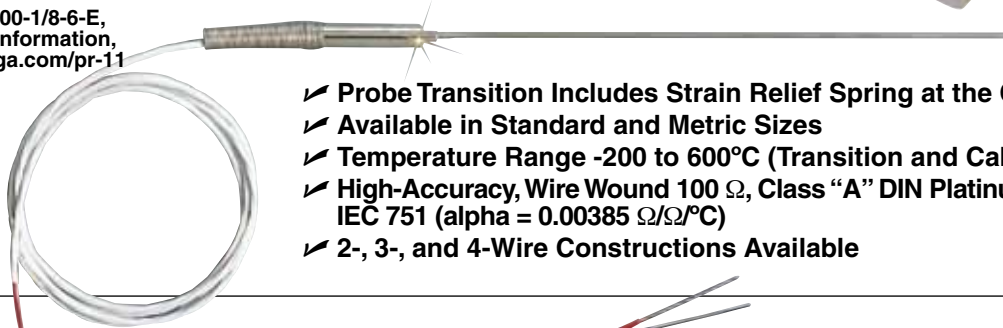 00-1/8-6-E,
nformation,
ga.com/pr-11
Probe Transition Includes Strain Relief Spring at the
Available in Standard and Metric Sizes
Temperature Range -200 to 600ºC (Transition and
High-Accuracy, Wire Wound 100 Ω, Class “A” DIN
IEC 751 (alpha = 0.00385 Ω/Ω/ºC)
2-, 3-, and 4-Wire Constructions Available